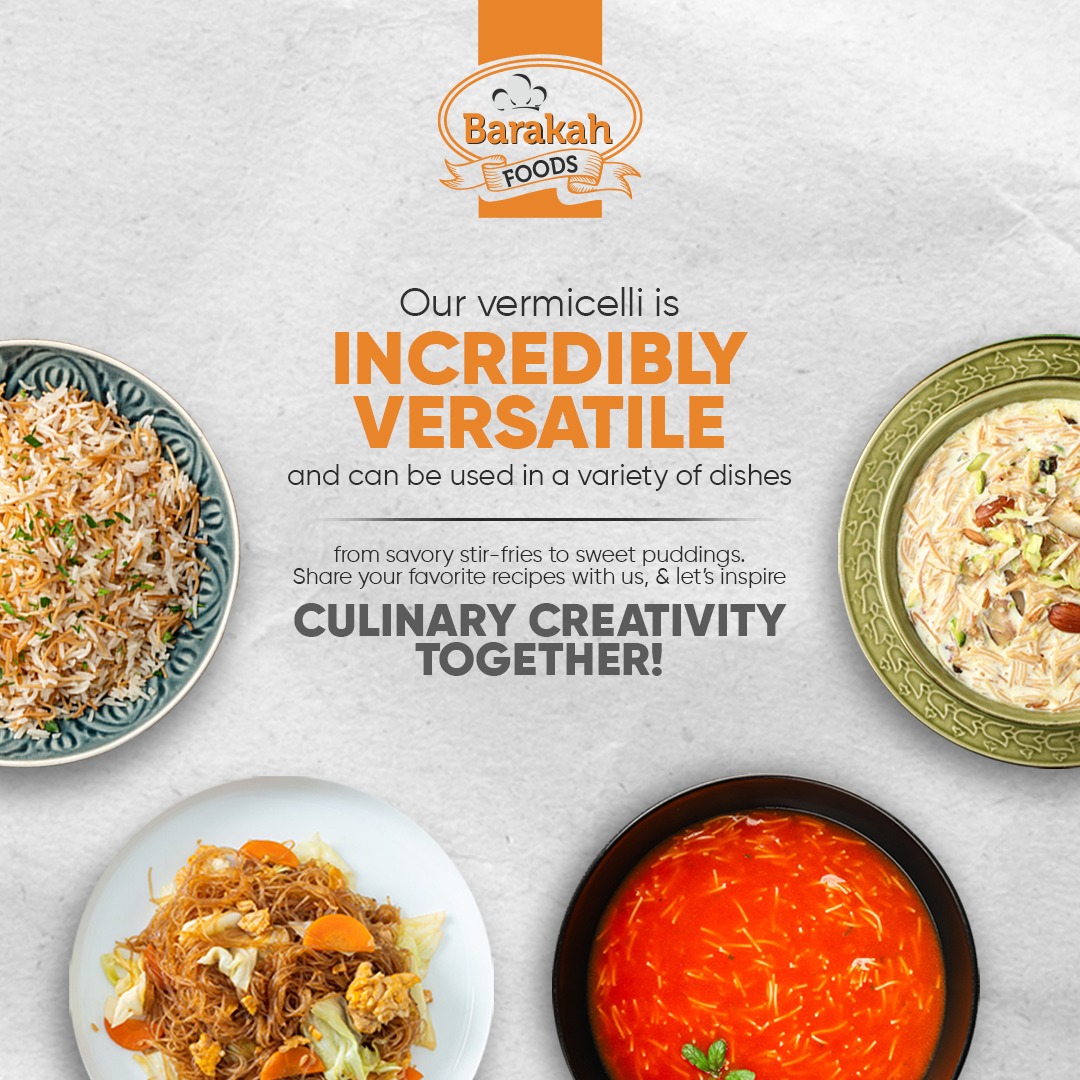 Barakah
FOODS
Our vermicelli is
INCREDIBLY
VERSATILE
and can be used in a variety of dishes
from savory stir-fries to sweet puddings.
Share your favorite recipes with us, & let's inspire
CULINARY CREATIVITY
TOGETHER!